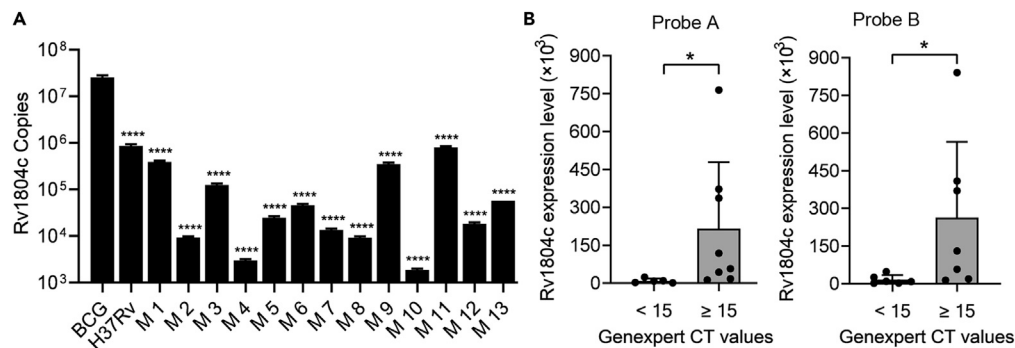 A
Rv1804c Copies
10⁸
10⁷
10⁶
10⁵
10⁴
10³
****
****
****
****
****
****
****
****
****
****
****
****
****
****
BCG
H37Rv
M 1
M 2
M 3
M 4
M 5
M 6
M 7
M 8
M 9
M 10
M 11
M 12
M 13
B
Probe A
Rv1804c expression level (×10³)
900
750
600
450
300
150
0
*
< 15
≥ 15
Genexpert CT values
Probe B
Rv1804c expression level (×10³)
900
750
600
450
300
150
0
*
< 15
≥ 15
Genexpert CT values